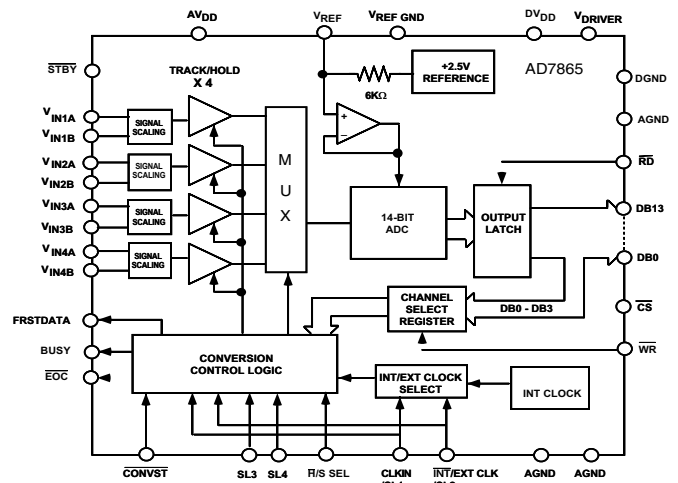 AVDD
VREF
VREF GND
DVDD
VDRIVER
STBY
TRACK/HOLD
X 4
+2.5V
REFERENCE
AD7865
DGND
6KΩ
VIN1A
SIGNAL
SCALING
VIN1B
+
−
AGND
M
U
X
VIN2A
SIGNAL
SCALING
VIN2B
RD
VIN3A
SIGNAL
SCALING
VIN3B
14-BIT
ADC
OUTPUT
LATCH
DB13
VIN4A
SIGNAL
SCALING
VIN4B
DB0
CHANNEL
SELECT
REGISTER
DB0 - DB3
CS
FRSTDATA
BUSY
WR
CONVERSION
CONTROL LOGIC
EOC
INT/EXT CLOCK
SELECT
INT CLOCK
CONVST
SL3
SL4
H/S SEL
CLKIN
INT/EXT CLK
AGND
AGND